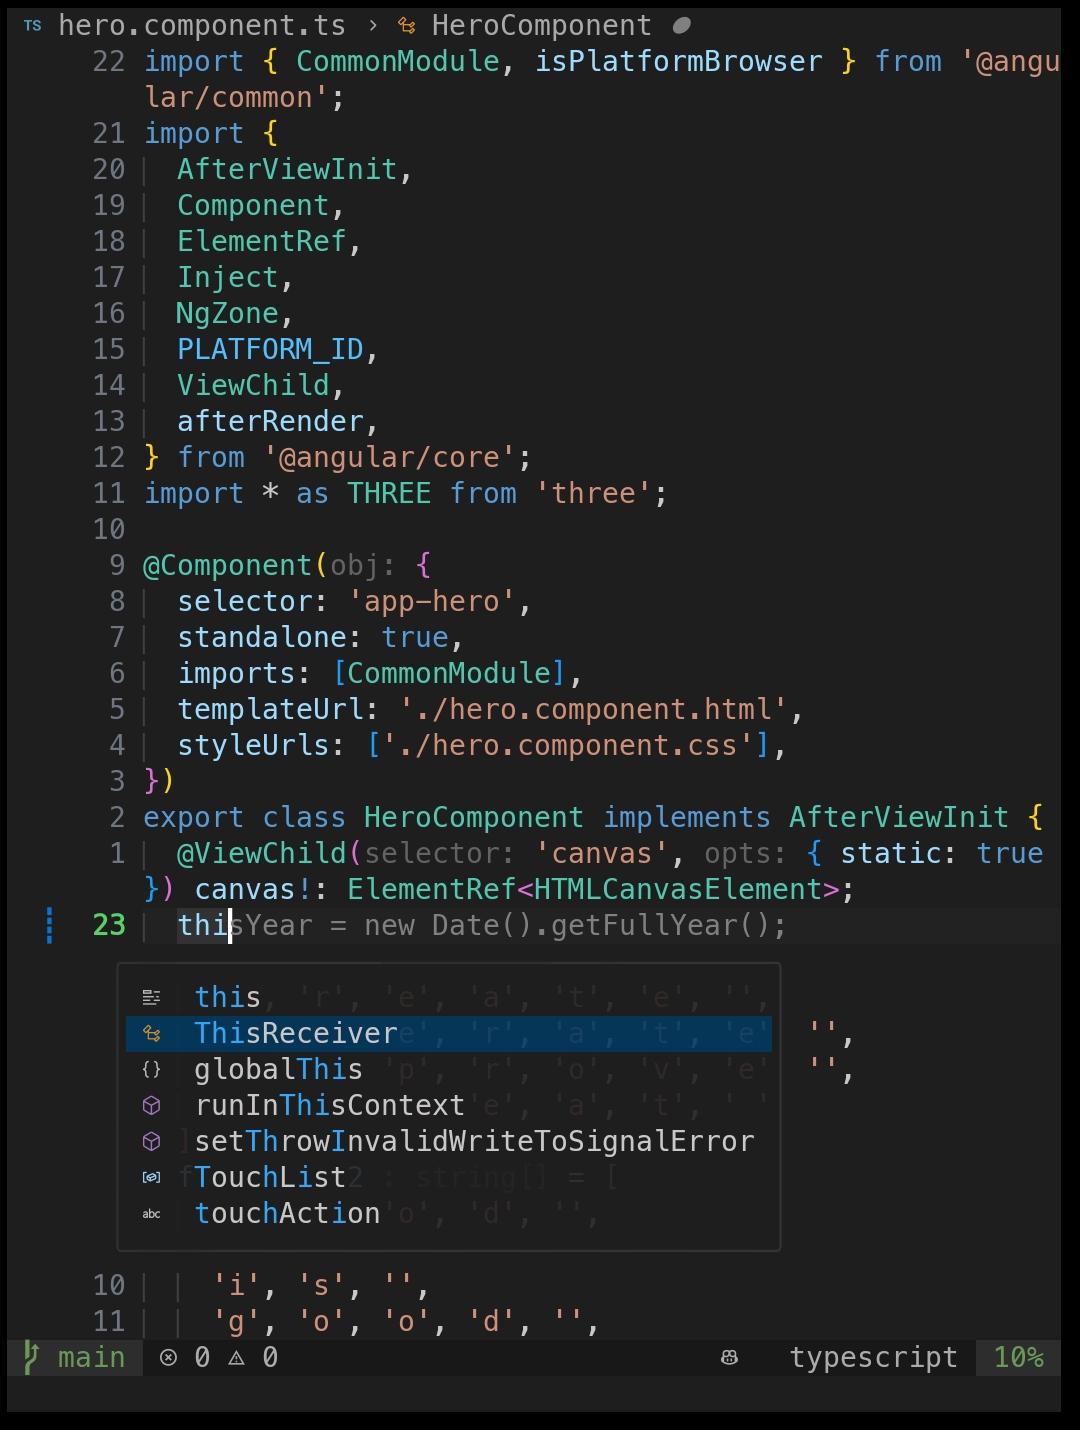 TS hero.component.ts > HeroComponent
22 import { CommonModule, isPlatformBrowser } from '@angu
lar/common';
21 import {
20 AfterViewInit,
19 Component,
18 ElementRef,
17 Inject,
16 NgZone,
15 PLATFORM_ID,
14 ViewChild,
13 afterRender,
12 } from '@angular/core';
11 import * as THREE from 'three';
10
9 @Component(obj: {
8 selector: 'app-hero',
7 standalone: true,
6 imports: [CommonModule],
5 templateUrl: './hero.component.html',
4 styleUrls: ['./hero.component.css'],
3 })
2 export class HeroComponent implements AfterViewInit {
1 @ViewChild(selector: 'canvas', opts: { static: true
}) canvas!: ElementRef<HTMLCanvasElement>;
23 thisYear = new Date().getFullYear();
this, 'r', 'e', 'a', 't', 'e', '',
ThisReceiver 'r', 'a', 't', 'e' '',
{} globalThis 'p', 'r', 'o', 'v', 'e' '',
runInThisContext 'e', 'a', 't', ' '
] setThrowInvalidWriteToSignalError
TouchList2 : string[] = [
abc touchAction 'o', 'd', '',
10 'i', 's', '',
11 'g', 'o', 'o', 'd', '',
main 0 0 typescript 10%